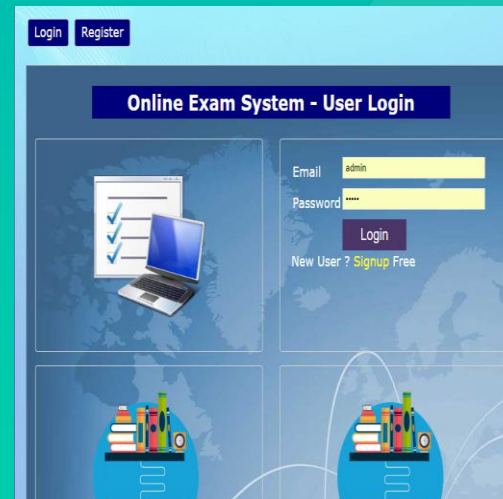 Login Register
Online Exam System - User Login
Email admin
Password •••••
Login
New User ? Signup Free